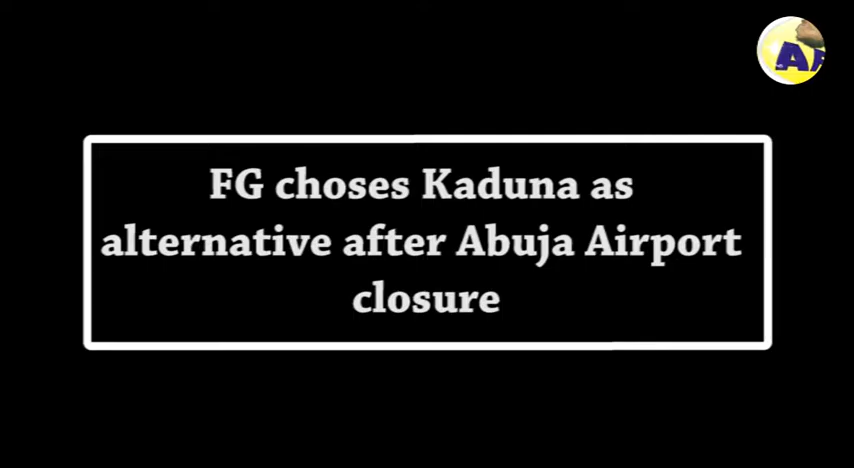 FG choses Kaduna as
alternative after Abuja Airport
closure